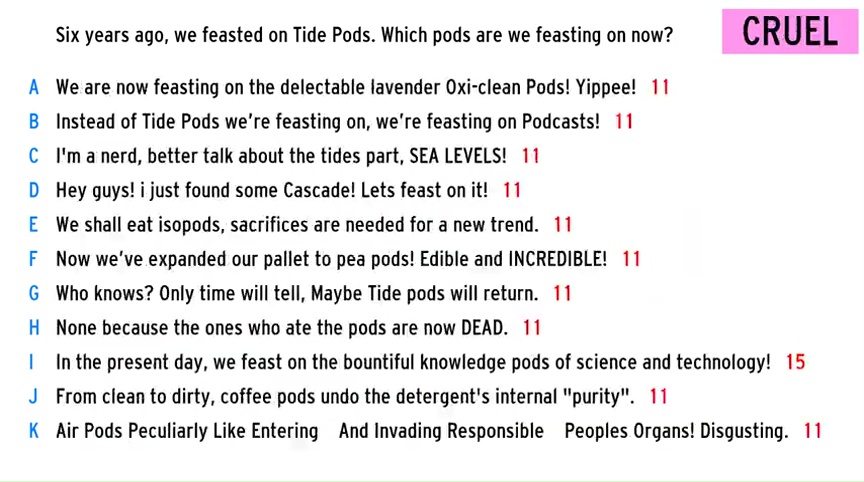 Six years ago, we feasted on Tide Pods. Which pods are we feasting on now? CRUEL
A We are now feasting on the delectable lavender Oxi-clean Pods! Yippee! 11
B Instead of Tide Pods we're feasting on, we're feasting on Podcasts! 11
C I'm a nerd, better talk about the tides part, SEA LEVELS! 11
D Hey guys! i just found some Cascade! Lets feast on it! 11
E We shall eat isopods, sacrifices are needed for a new trend. 11
F Now we've expanded our pallet to pea pods! Edible and INCREDIBLE! 11
G Who knows? Only time will tell, Maybe Tide pods will return. 11
H None because the ones who ate the pods are now DEAD. 11
I In the present day, we feast on the bountiful knowledge pods of science and technology! 15
J From clean to dirty, coffee pods undo the detergent's internal "purity". 11
K Air Pods Peculiarly Like Entering And Invading Responsible Peoples Organs! Disgusting. 11